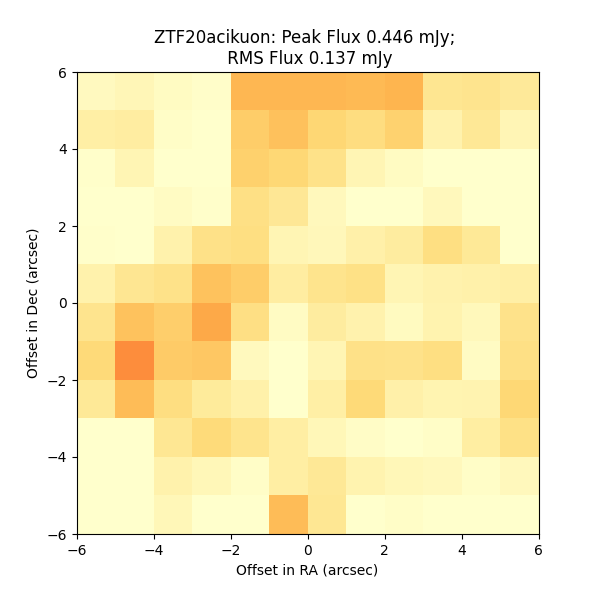 ZTF20acikuon: Peak Flux 0.446 mJy;
RMS Flux 0.137 mJy
6
4
2
0
−2
−4
−6
Offset in Dec (arcsec)
−6 −4 −2 0 2 4 6
Offset in RA (arcsec)